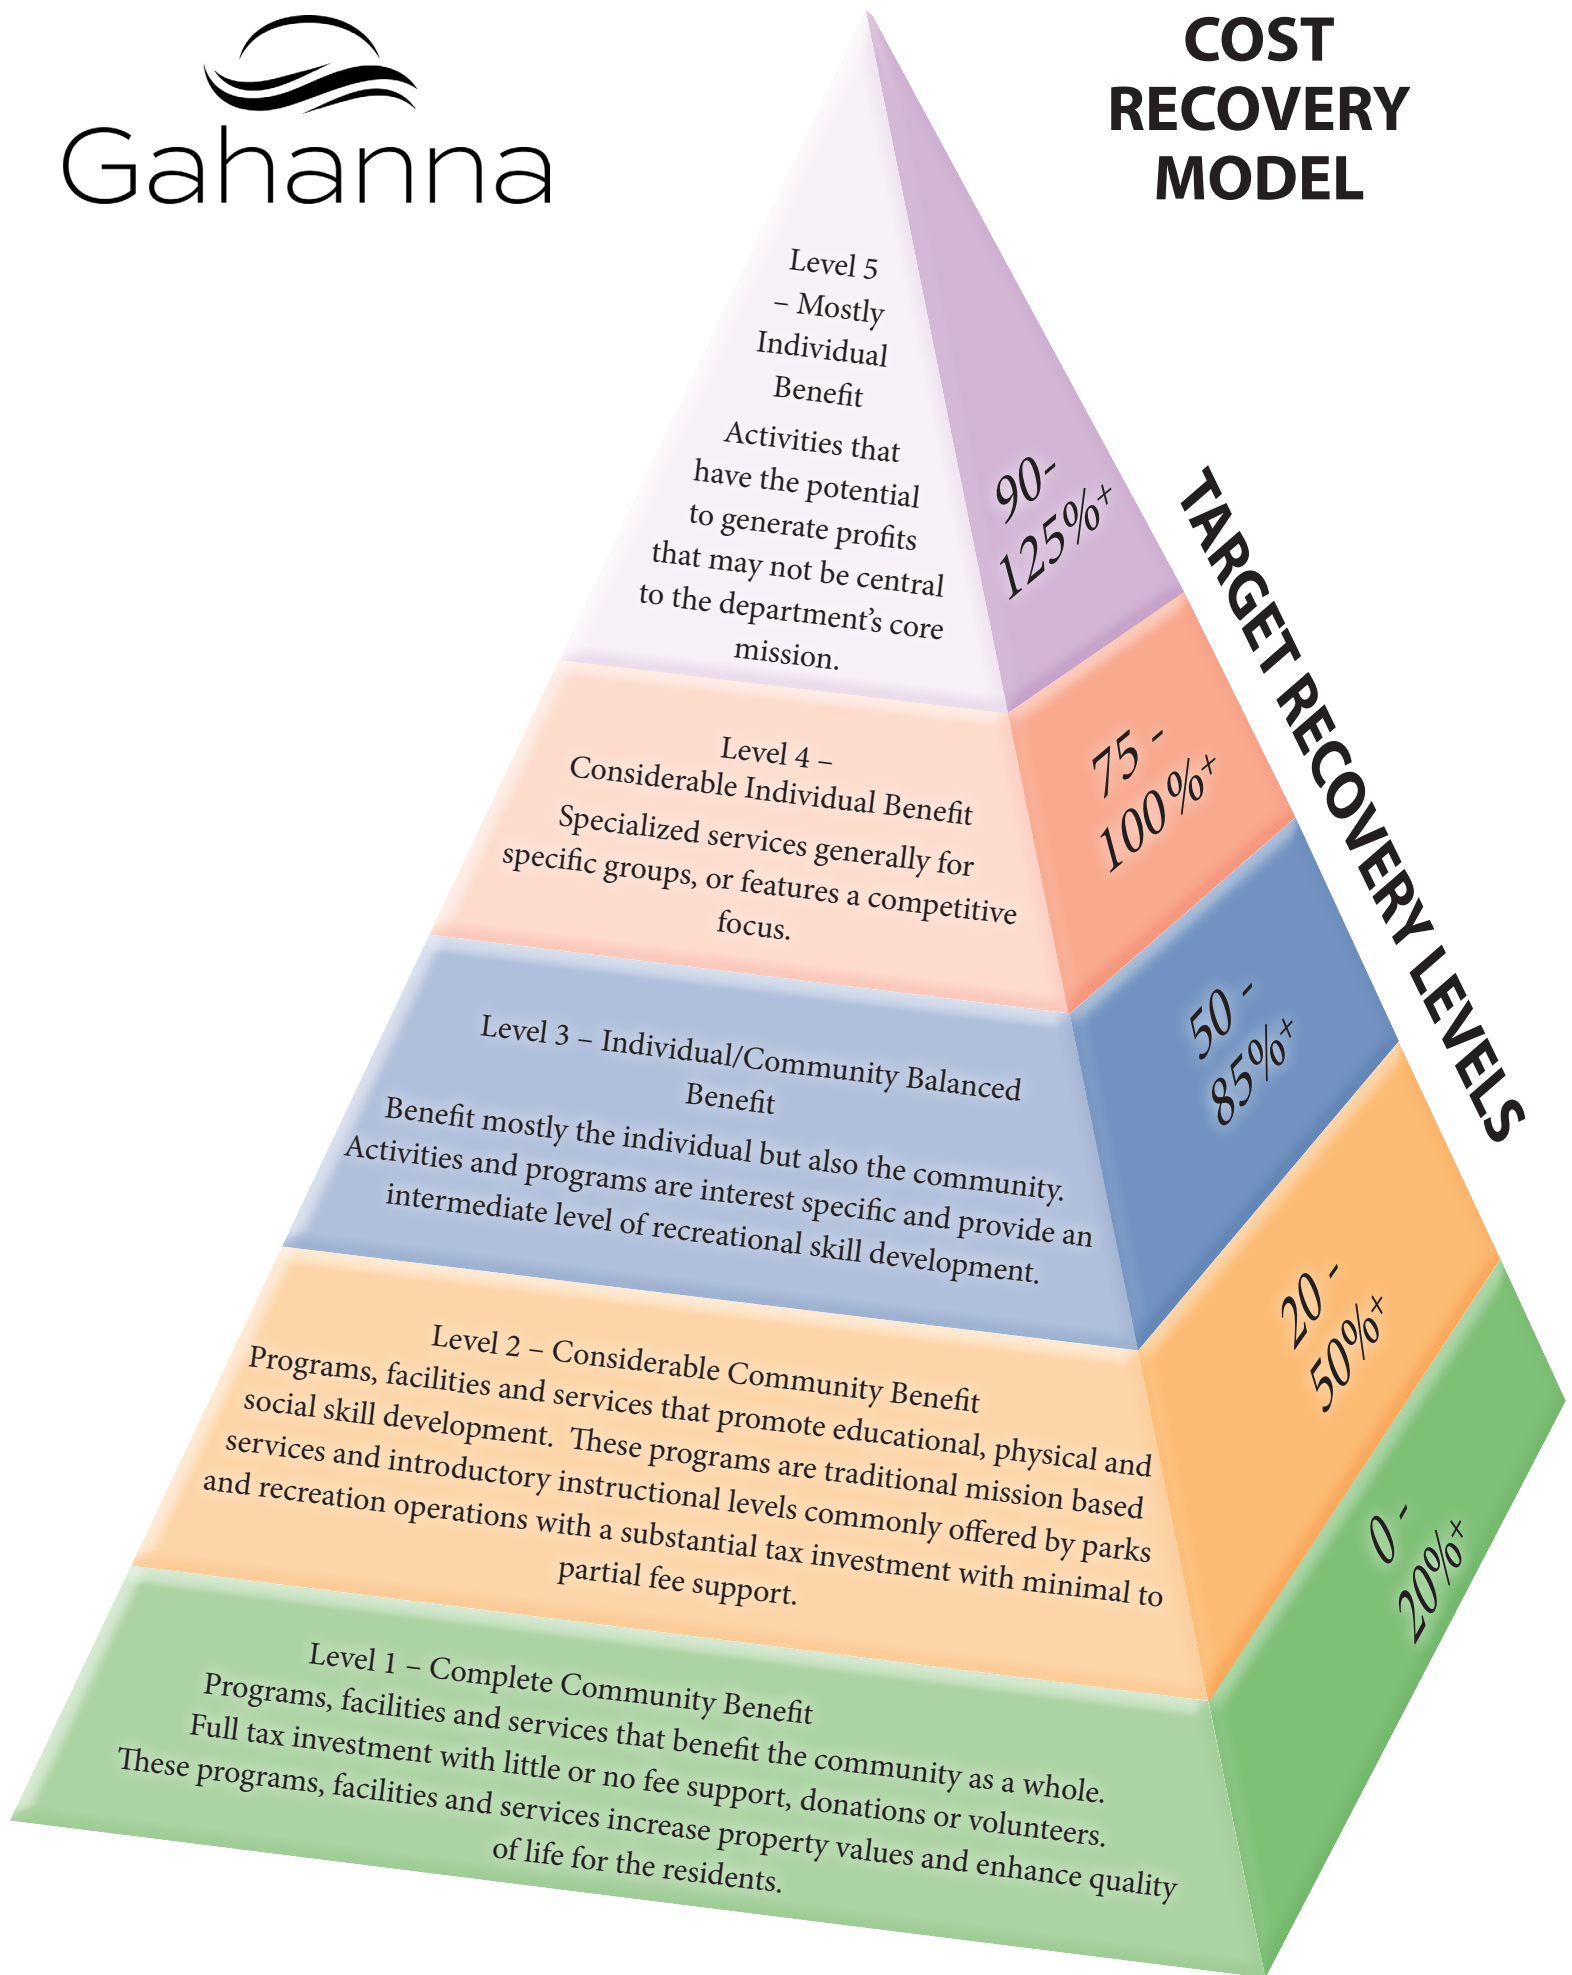 Gahanna
COST
RECOVERY
MODEL
Level 5
– Mostly
Individual
Benefit
Activities that
have the potential
to generate profits
that may not be central
to the department’s core
mission.
90-
125%+
TARGET RECOVERY LEVELS
Level 4 –
Considerable Individual Benefit
Specialized services generally for
specific groups, or features a competitive
focus.
75 -
100%+
Level 3 – Individual/Community Balanced
Benefit
Benefit mostly the individual but also the community.
Activities and programs are interest specific and provide an
intermediate level of recreational skill development.
50 -
85%+
Level 2 – Considerable Community Benefit
Programs, facilities and services that promote educational, physical and
social skill development.  These programs are traditional mission based
services and introductory instructional levels commonly offered by parks
and recreation operations with a substantial tax investment with minimal to
partial fee support.
20 -
50%+
Level 1 – Complete Community Benefit
Programs, facilities and services that benefit the community as a whole.
Full tax investment with little or no fee support, donations or volunteers.
These programs, facilities and services increase property values and enhance quality
of life for the residents.
0 -
20%+